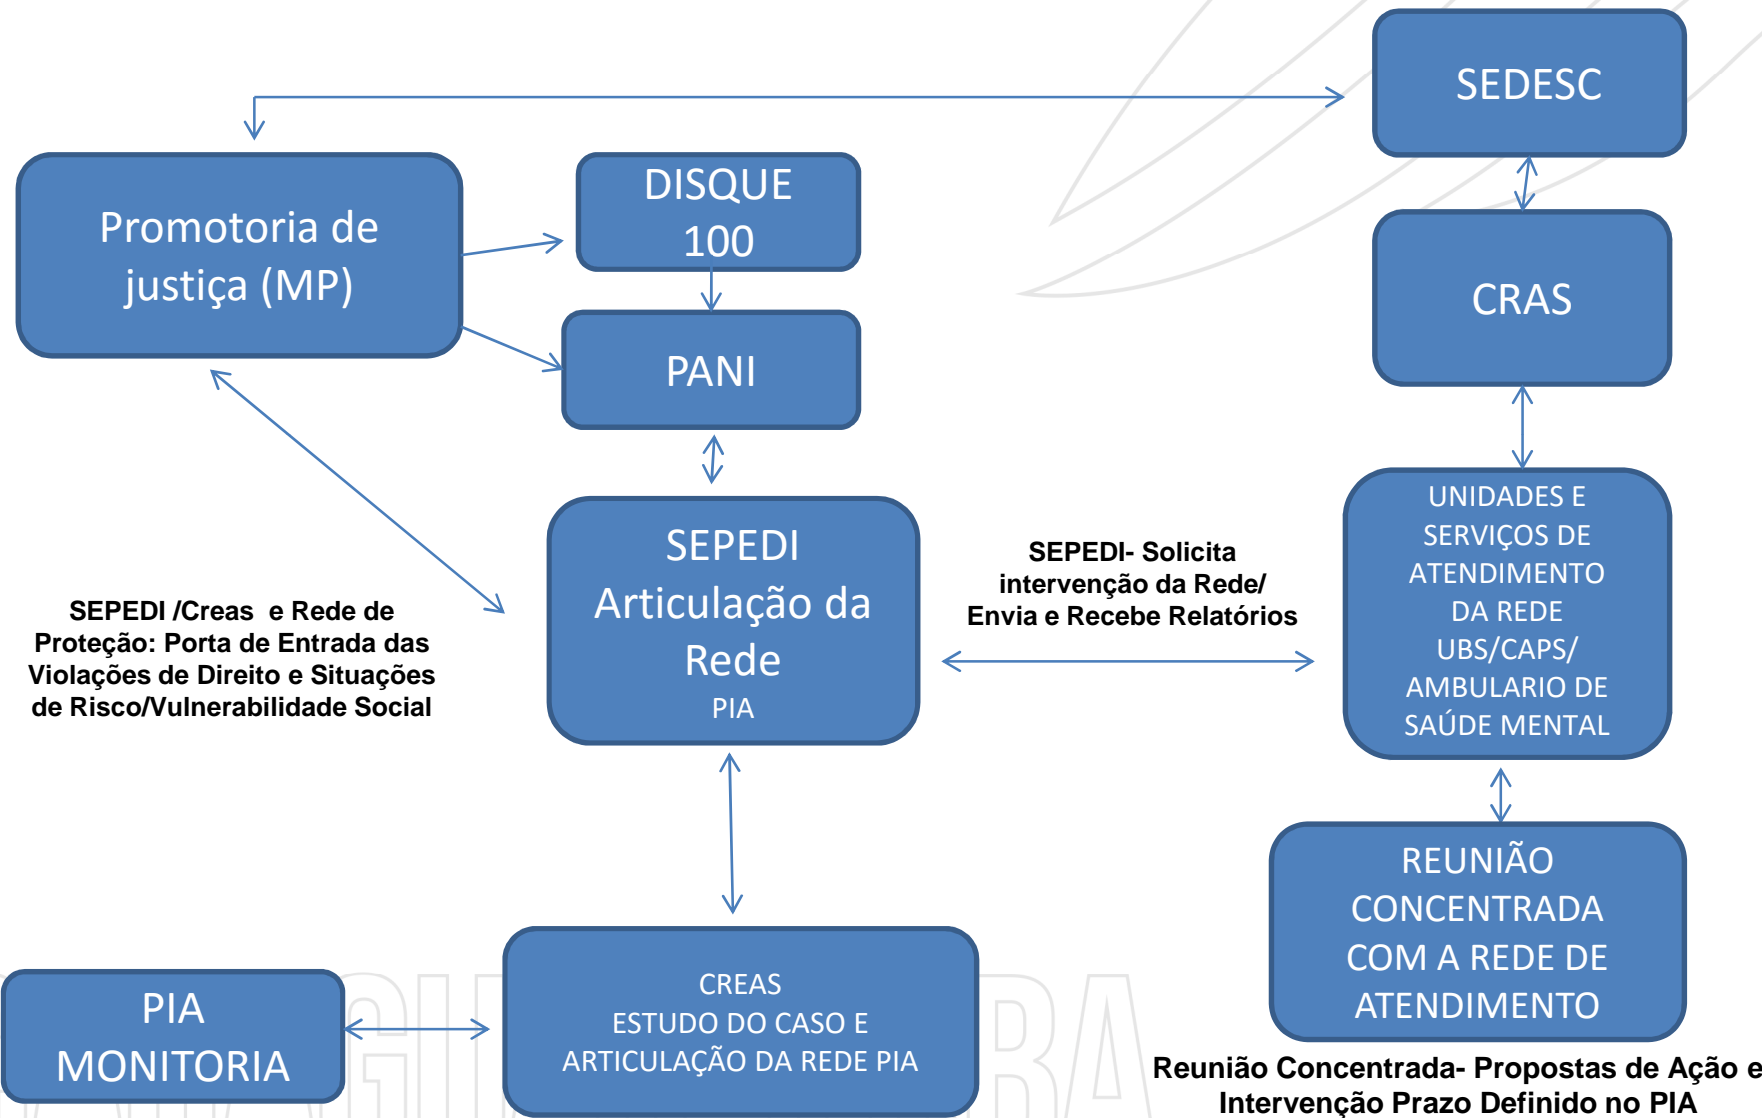 SEDESC
Promotoria de
justiça (MP)
DISQUE
100
PANI
CRAS
SEPEDI
Articulação da
Rede
PIA
SEPEDI- Solicita
intervenção da Rede/
Envia e Recebe Relatórios
UNIDADES E
SERVIÇOS DE
ATENDIMENTO
DA REDE
UBS/CAPS/
AMBULARIO DE
SAÚDE MENTAL
SEPEDI /Creas e Rede de
Proteção: Porta de Entrada das
Violações de Direito e Situações
de Risco/Vulnerabilidade Social
REUNIÃO
CONCENTRADA
COM A REDE DE
ATENDIMENTO
PIA
MONITORIA
CREAS
ESTUDO DO CASO E
ARTICULAÇÃO DA REDE PIA
Reunião Concentrada- Propostas de Ação e
Intervenção Prazo Definido no PIA